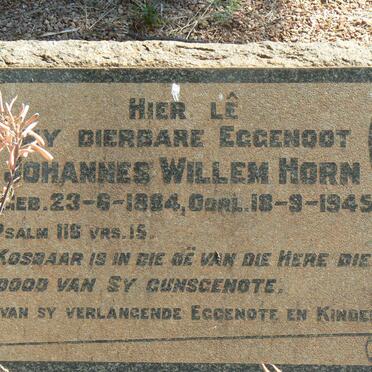 HIER LÊ
MY DIERBARE EGGENOOT
JOHANNES WILLEM HORN
GEB. 23-6-1884, OORL. 18-9-1945
PSALM 116 VRS. 15.
KOSBAAR IS IN DIE OË VAN DIE HERE DIE
DOOD VAN SY GUNSGENOTE.
VAN SY VERLANGENDE EGGENOTE EN KINDE